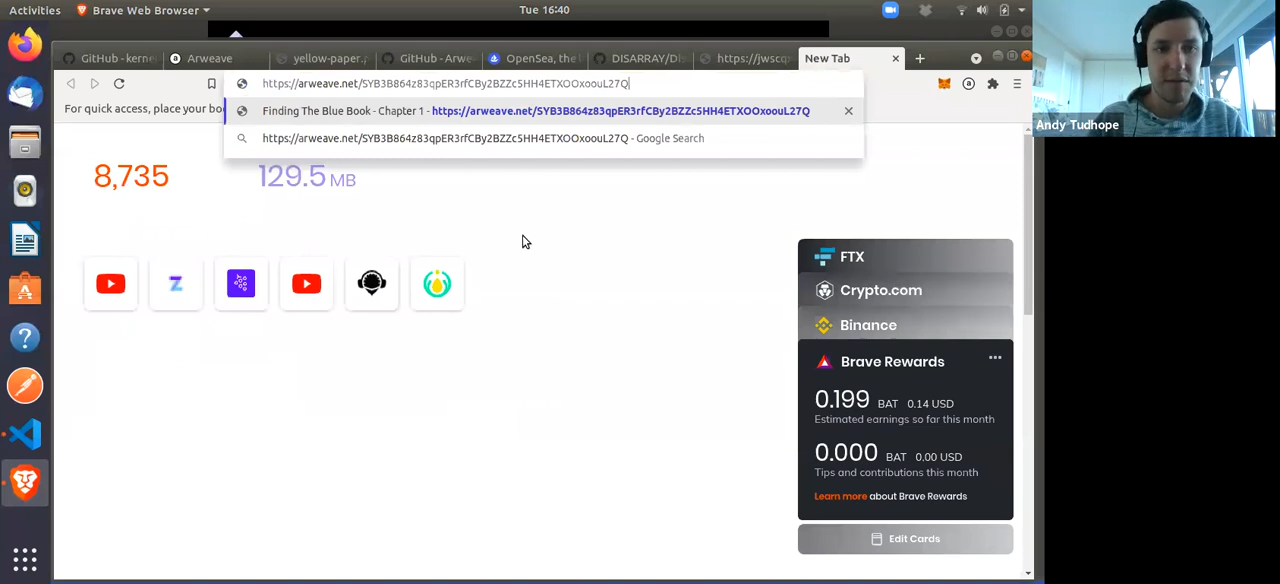 Activities
Brave Web Browser
Tue 16:40
GitHub - kerne
Arweave
yellow-paper.
GitHub - Arwe
OpenSea, the
DISARRAY/DI
https://jwscq
New Tab
https://arweave.net/SYB3B864z83qpER3rfCBy2BZZc5HH4ETXOOxoouL27Q
For quick access, place your boo
Finding The Blue Book - Chapter 1 - https://arweave.net/SYB3B864z83qpER3rfCBy2BZZc5HH4ETXOOxoouL27Q
https://arweave.net/SYB3B864z83qpER3rfCBy2BZZc5HH4ETXOOxoouL27Q - Google Search
Andy Tudhope
8,735
129.5 MB
FTX
Crypto.com
Binance
Brave Rewards
0.199 BAT 0.14 USD
Estimated earnings so far this month
0.000 BAT 0.00 USD
Tips and contributions this month
Learn more about Brave Rewards
Edit Cards